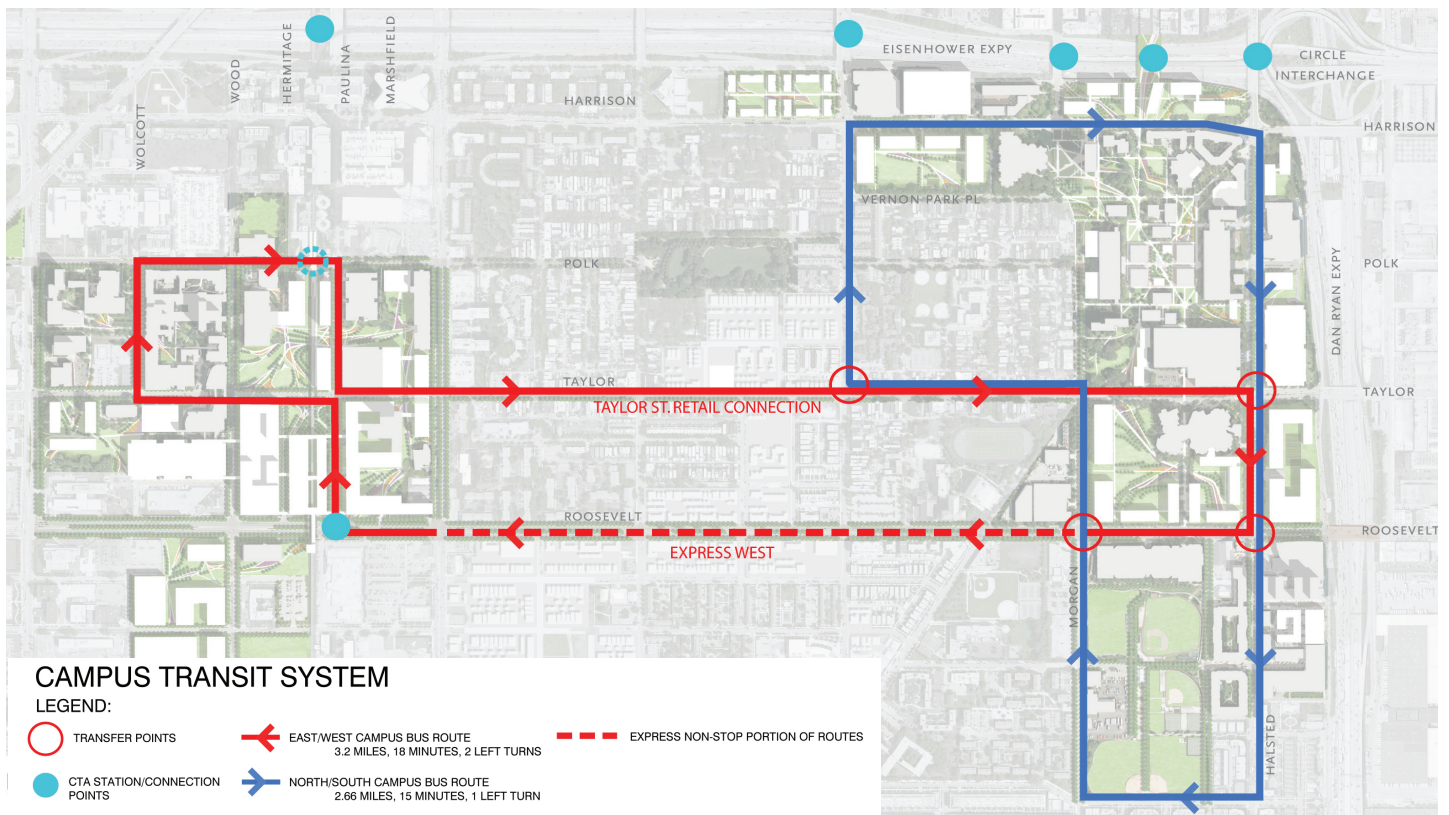 WOLCOTT
WOOD
HERMITAGE
PAULINA
MARSHFIELD
EISENHOWER EXPY
CIRCLE
INTERCHANGE
HARRISON
HARRISON
VERNON PARK PL
POLK
DAN RYAN EXPY
POLK
TAYLOR
TAYLOR
TAYLOR ST. RETAIL CONNECTION
ROOSEVELT
ROOSEVELT
EXPRESS WEST
MORGAN
HALSTED
CAMPUS TRANSIT SYSTEM
LEGEND:
TRANSFER POINTS
EAST/WEST CAMPUS BUS ROUTE
3.2 MILES, 18 MINUTES, 2 LEFT TURNS
EXPRESS NON-STOP PORTION OF ROUTES
CTA STATION/CONNECTION
POINTS
NORTH/SOUTH CAMPUS BUS ROUTE
2.66 MILES, 15 MINUTES, 1 LEFT TURN